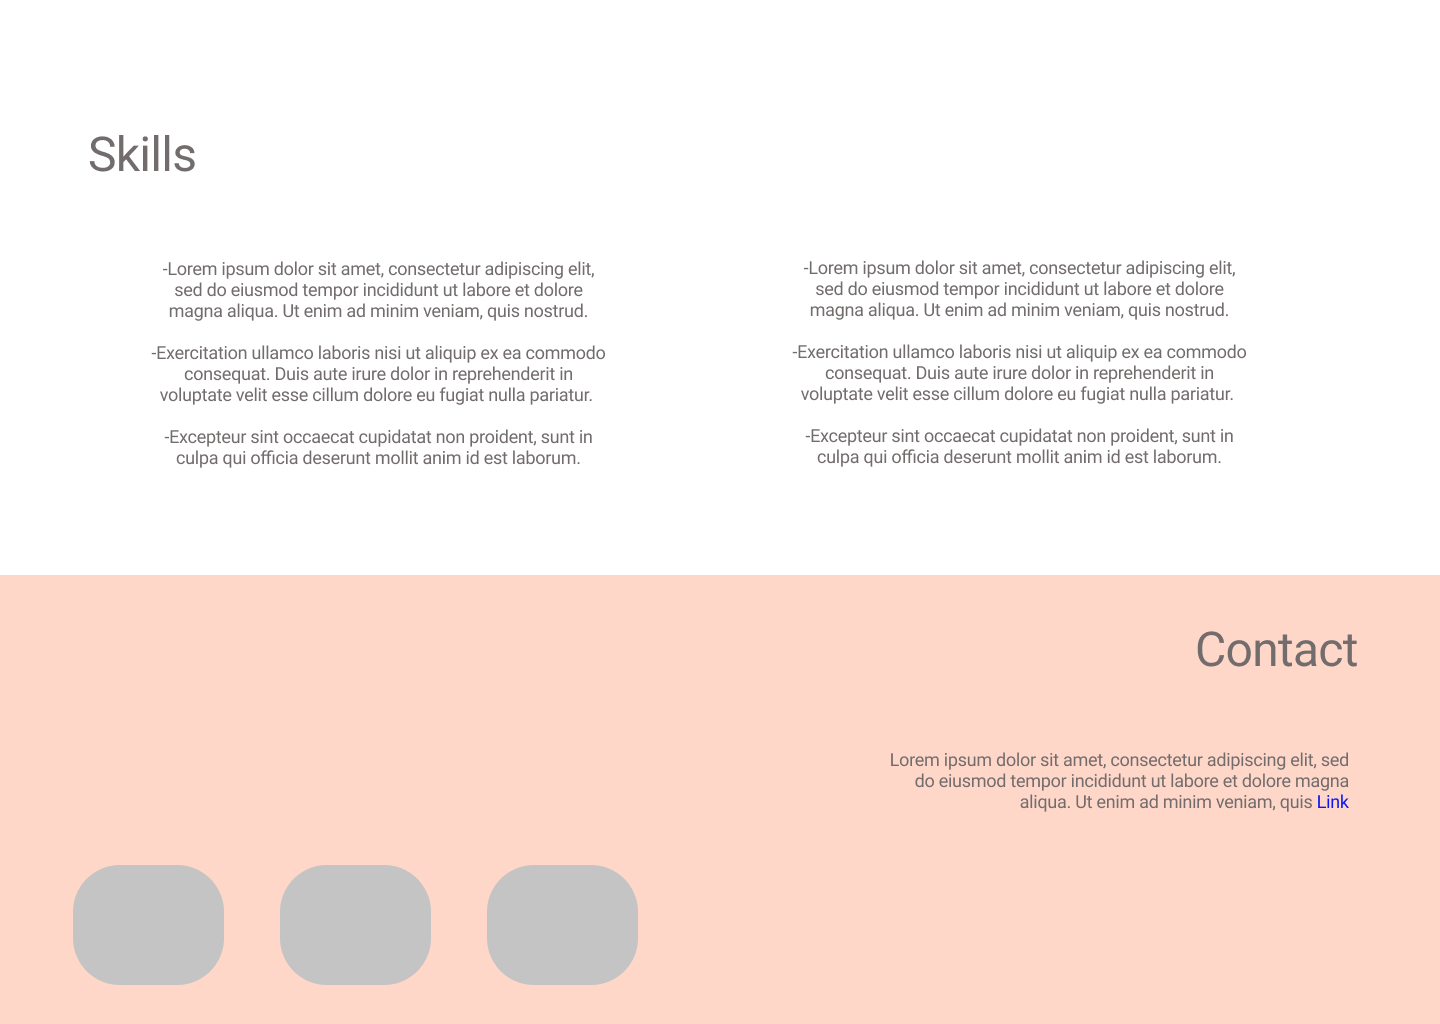 Skills
-Lorem ipsum dolor sit amet, consectetur adipiscing elit,
sed do eiusmod tempor incididunt ut labore et dolore
magna aliqua. Ut enim ad minim veniam, quis nostrud.
-Exercitation ullamco laboris nisi ut aliquip ex ea commodo
consequat. Duis aute irure dolor in reprehenderit in
voluptate velit esse cillum dolore eu fugiat nulla pariatur.
-Excepteur sint occaecat cupidatat non proident, sunt in
culpa qui officia deserunt mollit anim id est laborum.
-Lorem ipsum dolor sit amet, consectetur adipiscing elit,
sed do eiusmod tempor incididunt ut labore et dolore
magna aliqua. Ut enim ad minim veniam, quis nostrud.
-Exercitation ullamco laboris nisi ut aliquip ex ea commodo
consequat. Duis aute irure dolor in reprehenderit in
voluptate velit esse cillum dolore eu fugiat nulla pariatur.
-Excepteur sint occaecat cupidatat non proident, sunt in
culpa qui officia deserunt mollit anim id est laborum.
Contact
Lorem ipsum dolor sit amet, consectetur adipiscing elit, sed
do eiusmod tempor incididunt ut labore et dolore magna
aliqua. Ut enim ad minim veniam, quis Link